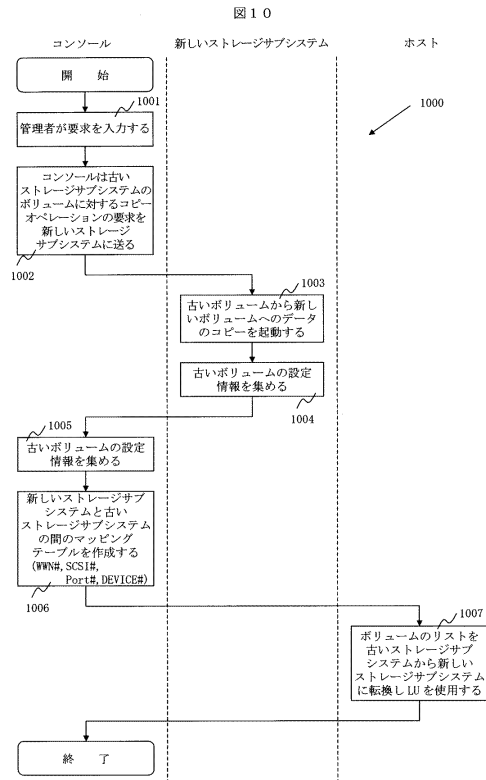 図10
コンソール
新しいストレージサブシステム
ホスト
1000
開 始
1001
管理者が要求を入力する
コンソールは古い
ストレージサブシステムの
ボリュームに対するコピー
オペレーションの要求を
新しいストレージ
サブシステムに送る
1002
1003
古いボリュームから新し
いボリュームへのデータ
のコピーを起動する
古いボリュームの設定
情報を集める
1004
1005
古いボリュームの設定
情報を集める
新しいストレージサブ
システムと古い
ストレージサブシステム
の間のマッピング
テーブルを作成する
(WWN#,SCSI#,
Port#,DEVICE#)
1006
1007
ボリュームのリストを
古いストレージサブ
システムから新しい
ストレージサブシステム
に転換しLUを使用する
終 了